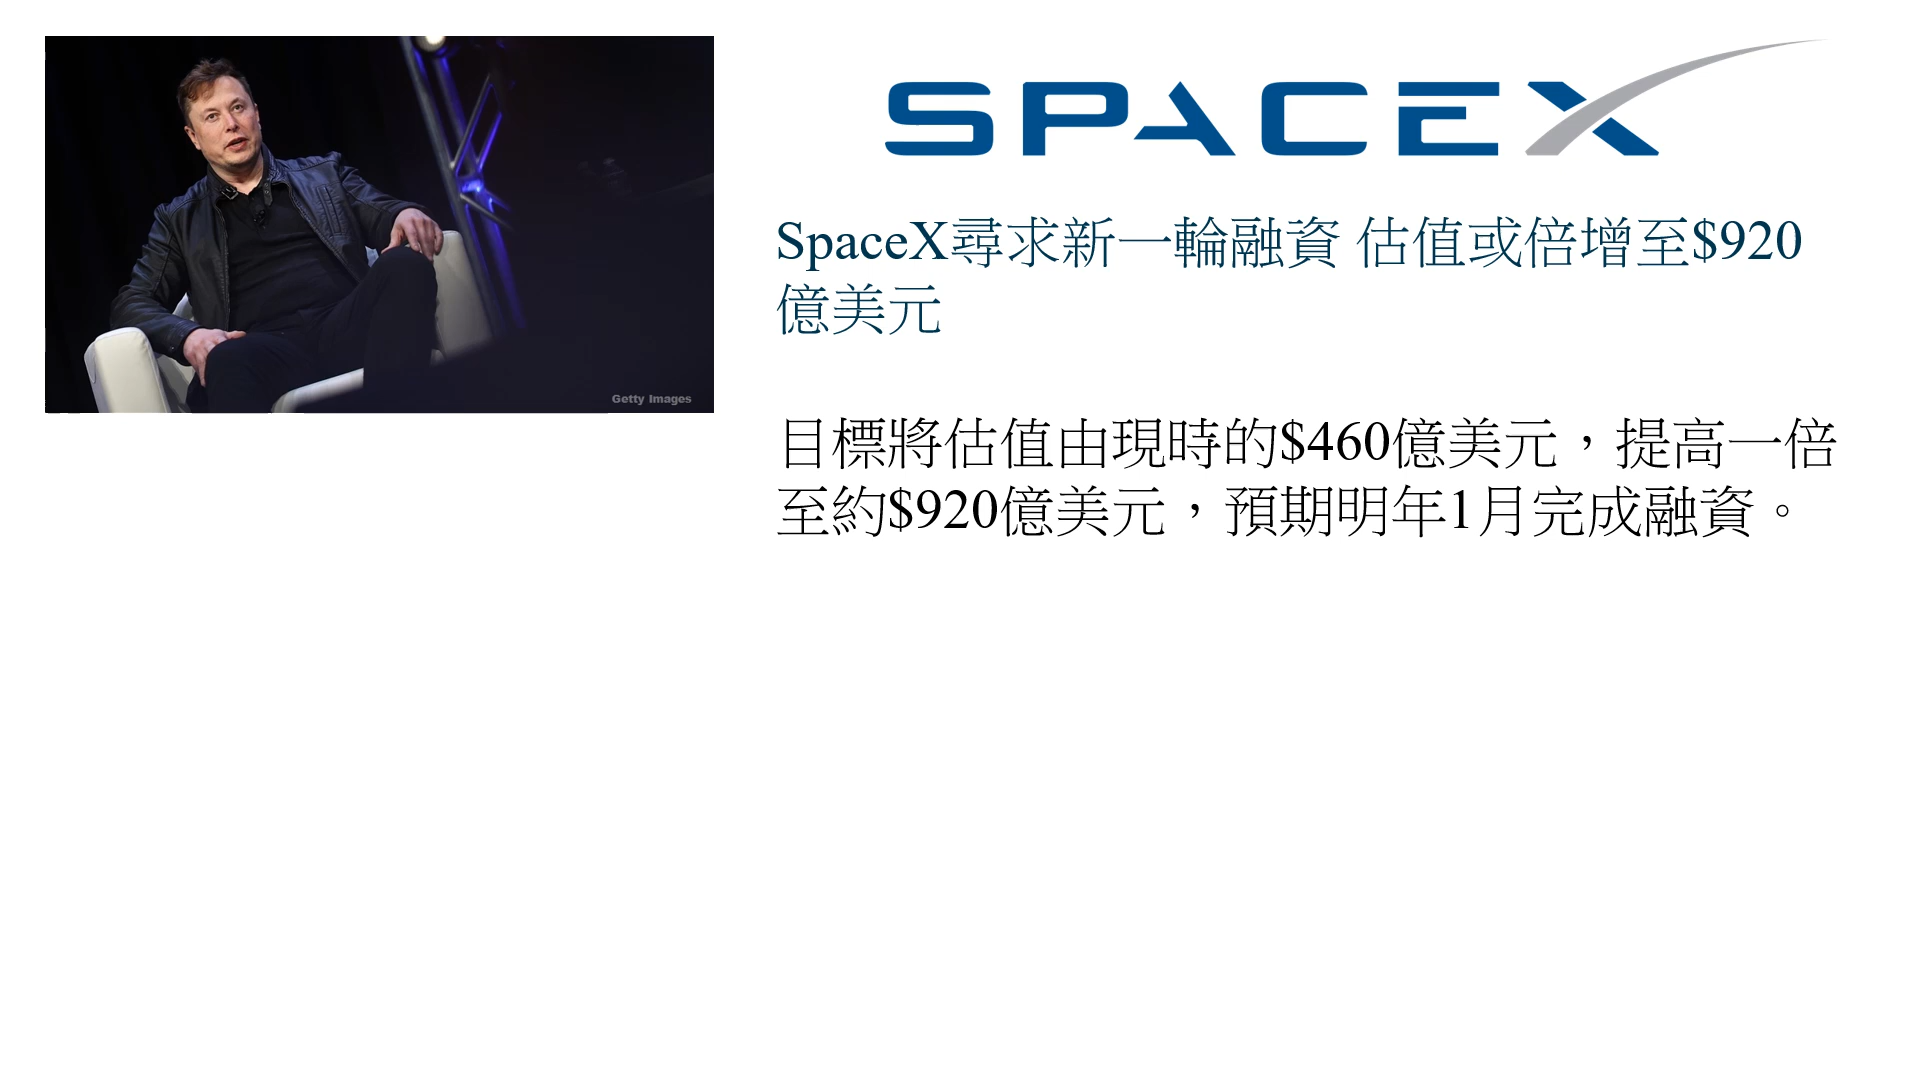 SPACEX
SpaceX尋求新一輪融資 估值或倍增至$920
億美元
目標將估值由現時的$460億美元，提高一倍
至約$920億美元，預期明年1月完成融資。
Getty Images